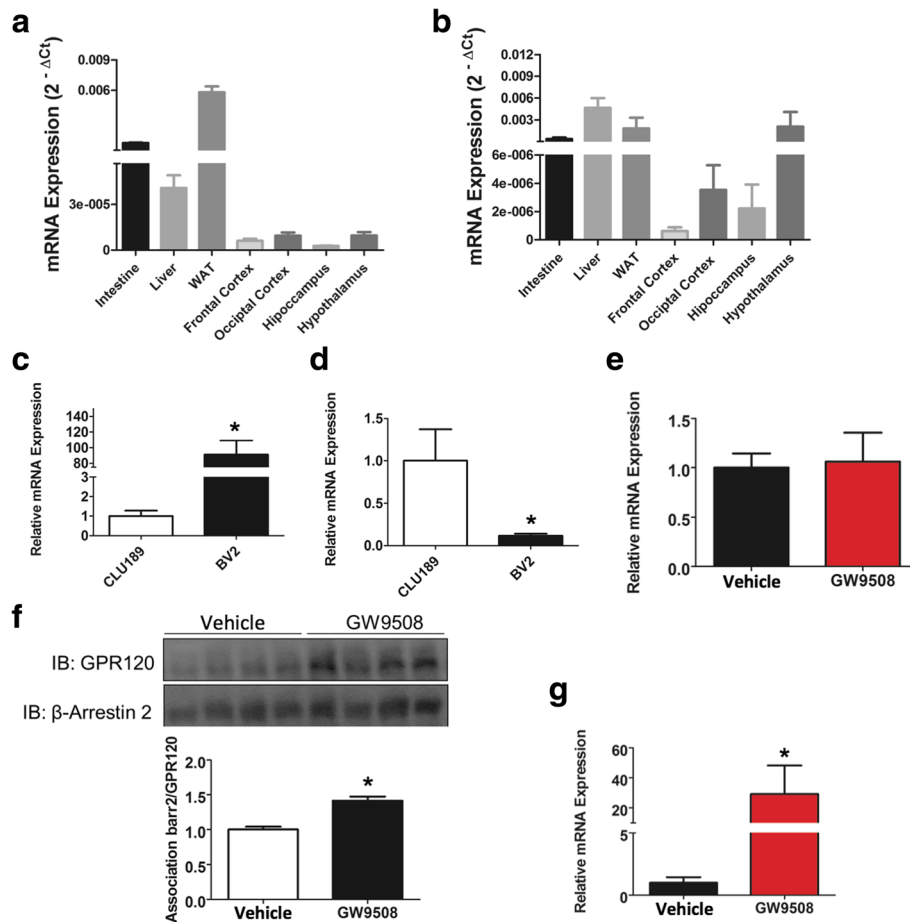 a
mRNA Expression (2 - ΔCt)
0.009
0.006
3e-005
0
Intestine
Liver
WAT
Frontal Cortex
Occiptal Cortex
Hipoccampus
Hypothalamus
b
mRNA Expression (2 - ΔCt)
0.012
0.009
0.006
0.003
6e-006
4e-006
2e-006
0
Intestine
Liver
WAT
Frontal Cortex
Occiptal Cortex
Hipoccampus
Hypothalamus
c
Relative mRNA Expression
140
120
100
80
3
2
1
0
*
CLU189
BV2
d
Relative mRNA Expression
1.5
1.0
0.5
0.0
*
CLU189
BV2
e
Relative mRNA Expression
1.5
1.0
0.5
0.0
Vehicle
GW9508
f
Vehicle
GW9508
IB: GPR120
IB: β-Arrestin 2
Association barr2/GPR120
2.0
1.5
1.0
0.5
0.0
*
Vehicle
GW9508
g
Relative mRNA Expression
60
40
20
5
0
*
Vehicle
GW9508